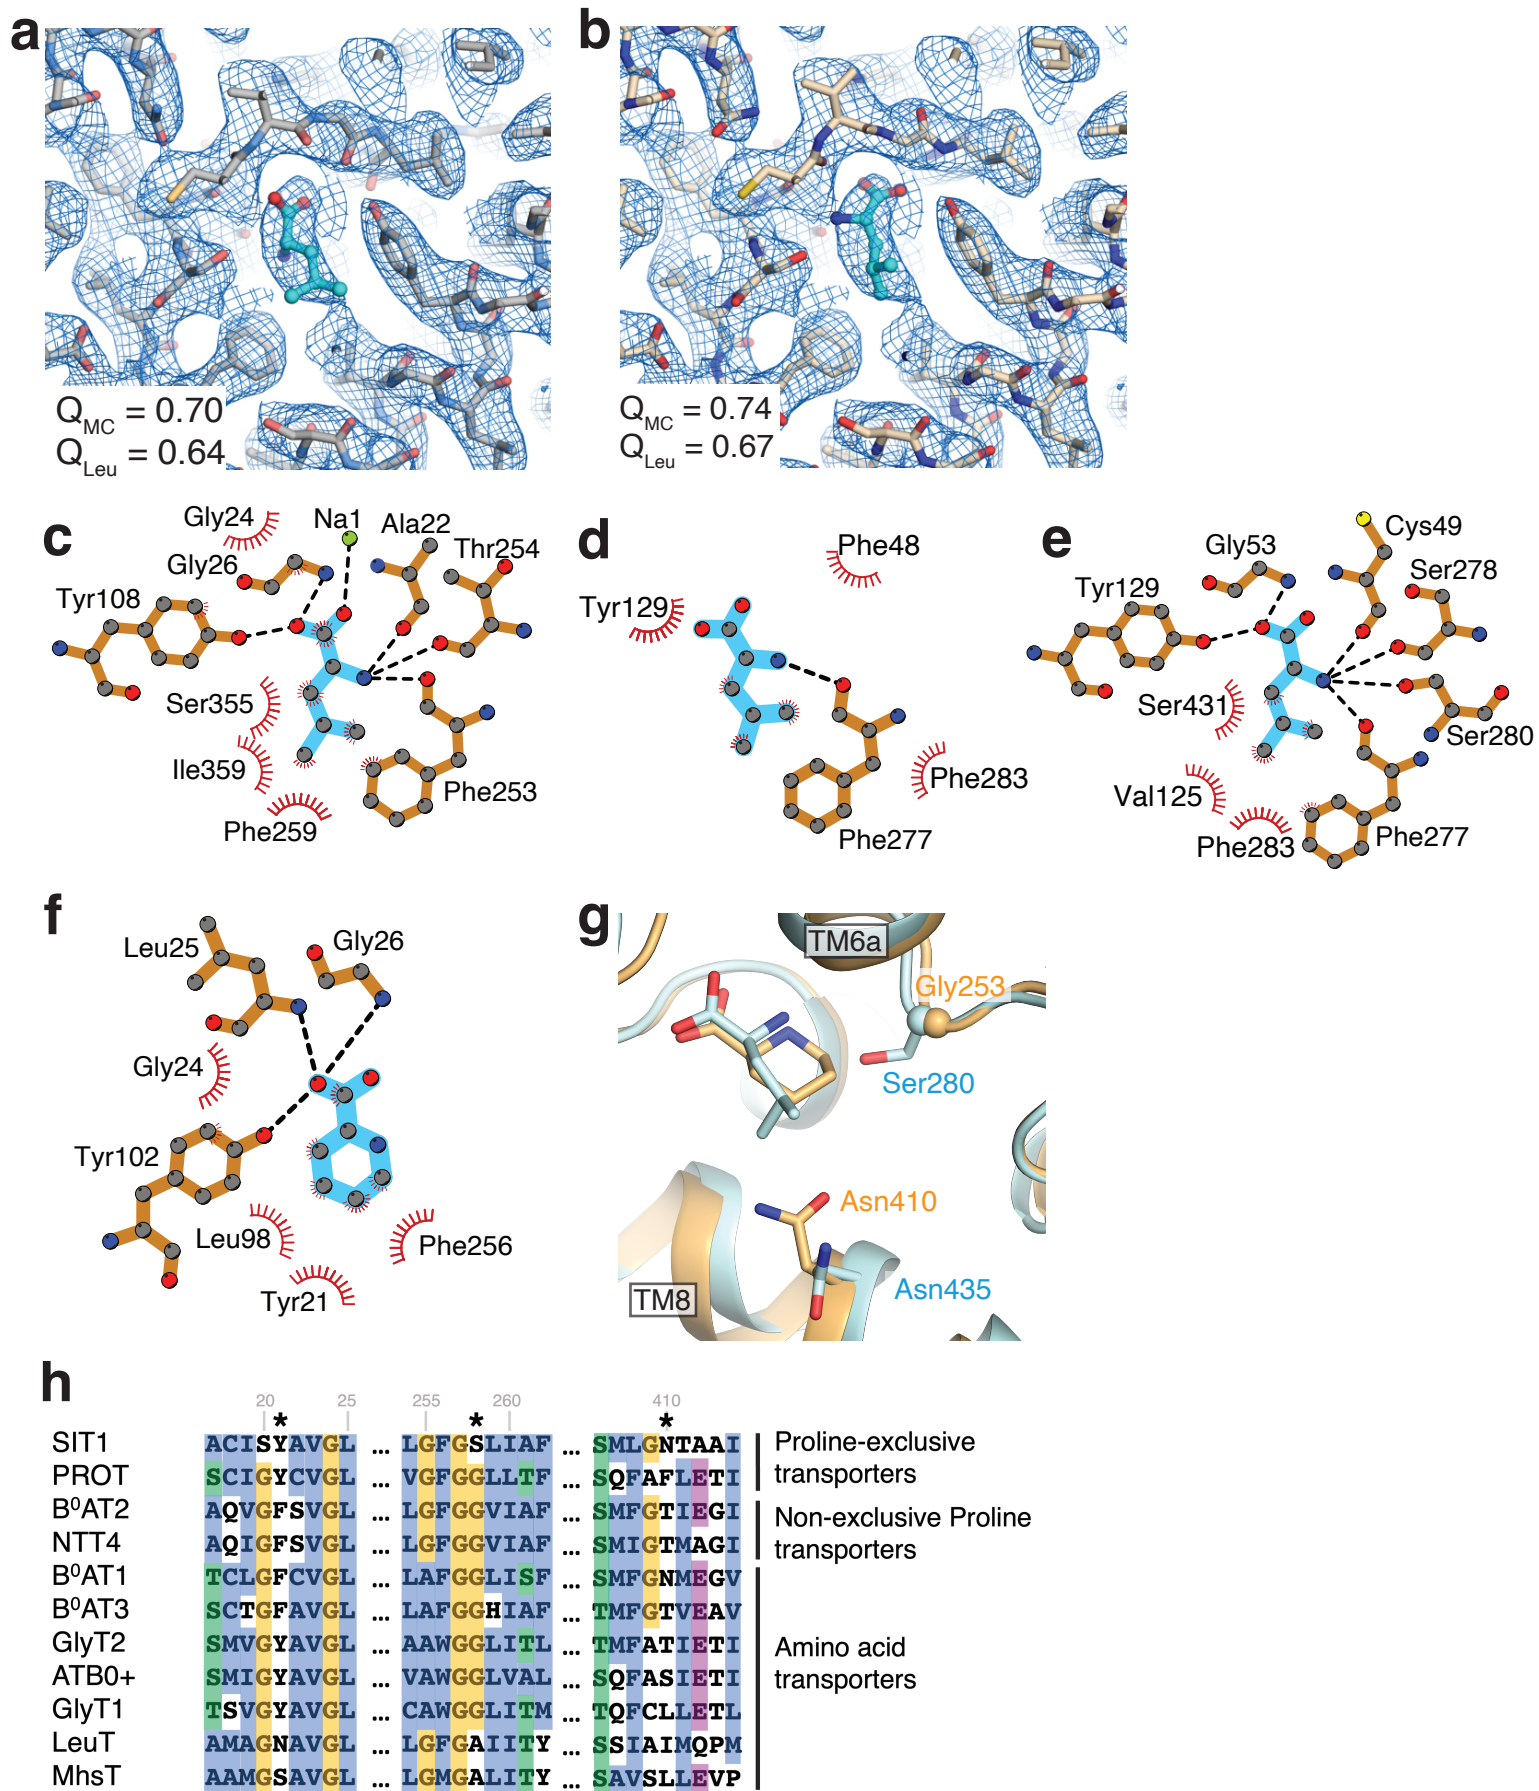 a
b
Q_MC = 0.70
Q_Leu = 0.64
Q_MC = 0.74
Q_Leu = 0.67
c
Gly24
Na1
Ala22
Gly26
Thr254
Tyr108
Ser355
Ile359
Phe253
Phe259
d
Phe48
Tyr129
Phe283
Phe277
e
Cys49
Gly53
Ser278
Tyr129
Ser431
Ser280
Val125
Phe283
Phe277
f
Leu25
Gly26
Gly24
Tyr102
Leu98
Phe256
Tyr21
g
TM6a
Gly253
Ser280
Asn410
Asn435
TM8
h
20 25 255 260 410
* * *
SIT1 ACISYAVGL ... LGFGSLIAF ... SMLGNTAAI
PROT SCIGYCVGL ... VGFGGLLTF ... SQFAFLETI
B⁰AT2 AQVGFSVGL ... LGFGGVIAF ... SMFGTIEGI
NTT4 AQIGFSVGL ... LGFGGVIAF ... SMIGTMAGI
B⁰AT1 TCLGFCVGL ... LAFGGLISF ... SMFGNMEGV
B⁰AT3 SCTGFAVGL ... LAFGGHIAF ... TMFGTVEAV
GlyT2 SMVGYAVGL ... AAWGGLITL ... TMFATIETI
ATB0+ SMIGYAVGL ... VAWGGLVAL ... SQFASIETI
GlyT1 TSVGYAVGL ... CAWGGLITM ... TQFCLLETL
LeuT AMAGNAVGL ... LGFGAIITY ... SSIAIMQPM
MhsT AAMGSAVGL ... LGMGALITY ... SAVSLLEVP
Proline-exclusive
transporters
Non-exclusive Proline
transporters
Amino acid
transporters